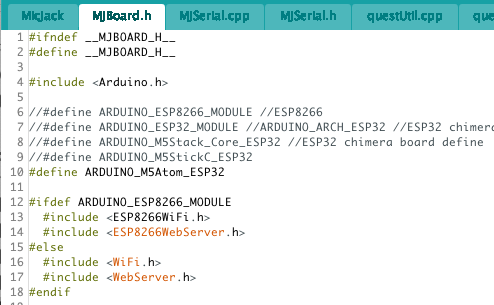 MicJack MJBoard.h MJSerial.cpp MJSerial.h questUtil.cpp
1 #ifndef __MJBOARD_H__
2 #define __MJBOARD_H__
3
4 #include <Arduino.h>
5
6 //#define ARDUINO_ESP8266_MODULE //ESP8266
7 //#define ARDUINO_ESP32_MODULE //ARDUINO_ARCH_ESP32 //ESP32 chimera
8 //#define ARDUINO_M5Stack_Core_ESP32 //ESP32 chimera board define
9 //#define ARDUINO_M5StickC_ESP32
10 #define ARDUINO_M5Atom_ESP32
11
12 #ifdef ARDUINO_ESP8266_MODULE
13 #include <ESP8266WiFi.h>
14 #include <ESP8266WebServer.h>
15 #else
16 #include <WiFi.h>
17 #include <WebServer.h>
18 #endif